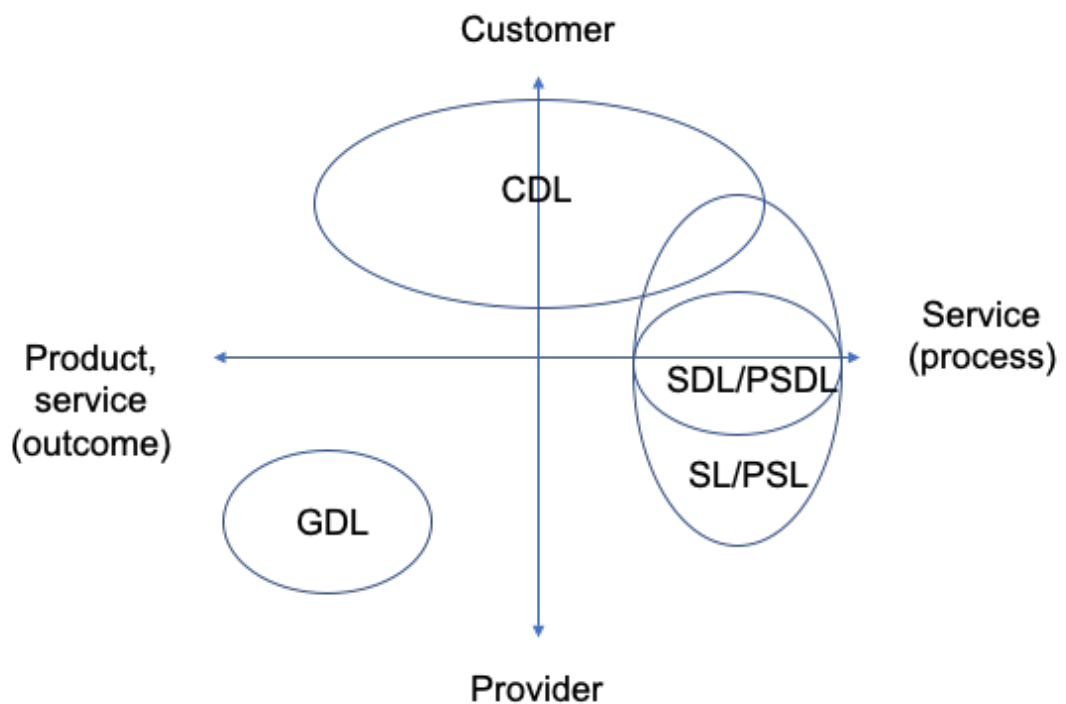 Customer
CDL
Service
(process)
Product,
service
(outcome)
SDL/PSDL
SL/PSL
GDL
Provider